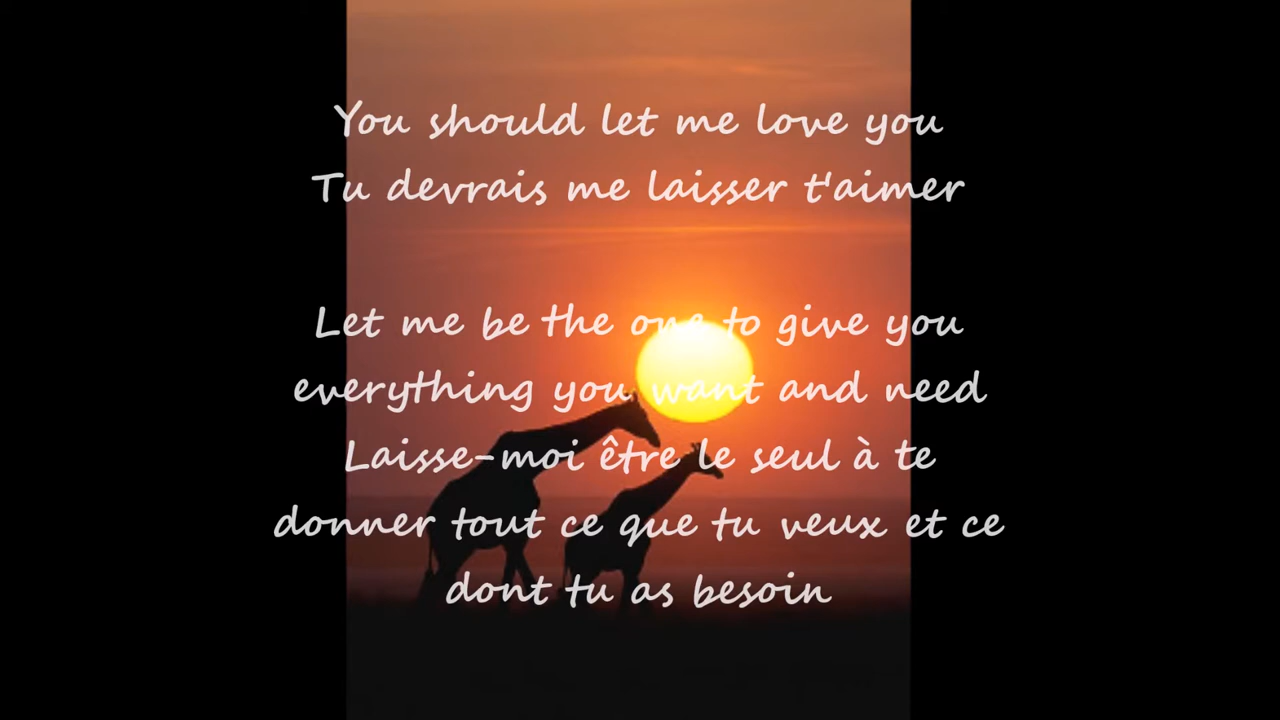 You should let me love you
Tu devrais me laisser t'aimer
Let me be the one to give you
everything you want and need
Laisse-moi être le seul à te
donner tout ce que tu veux et ce
dont tu as besoin